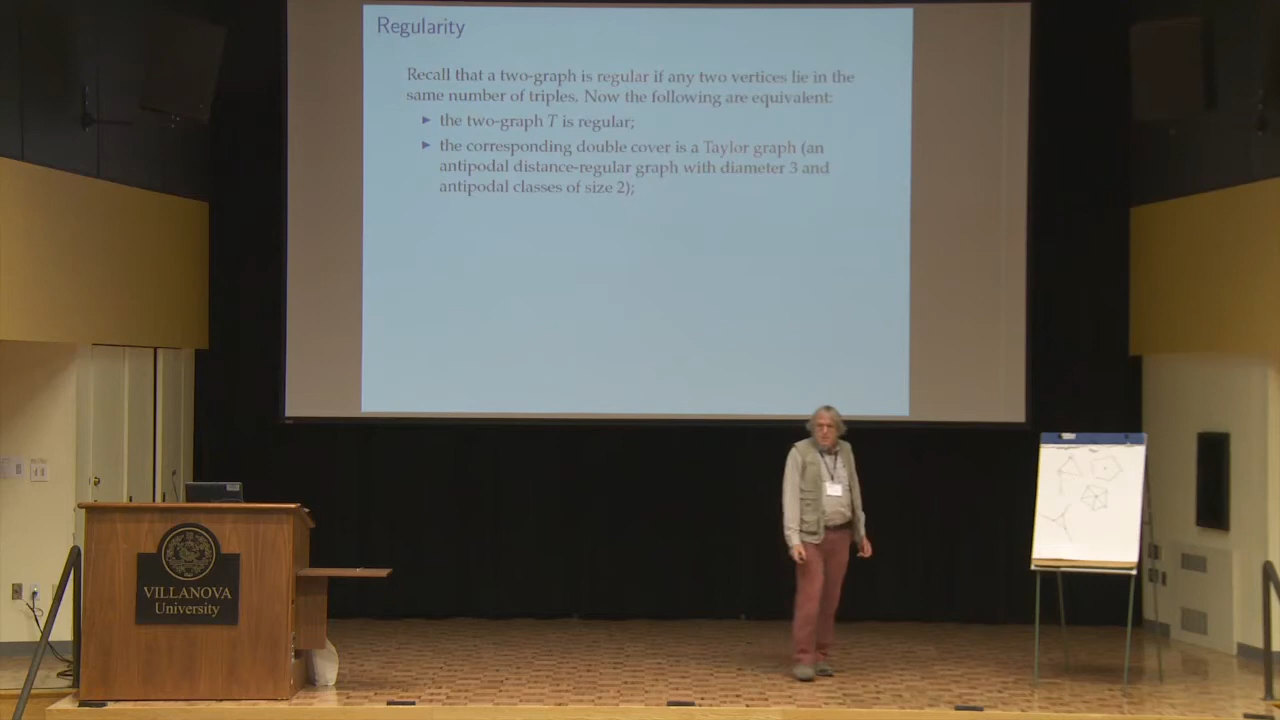 Regularity
Recall that a two-graph is regular if any two vertices lie in the
same number of triples. Now the following are equivalent:
the two-graph T is regular;
the corresponding double cover is a Taylor graph (an
antipodal distance-regular graph with diameter 3 and
antipodal classes of size 2);
VILLANOVA
University